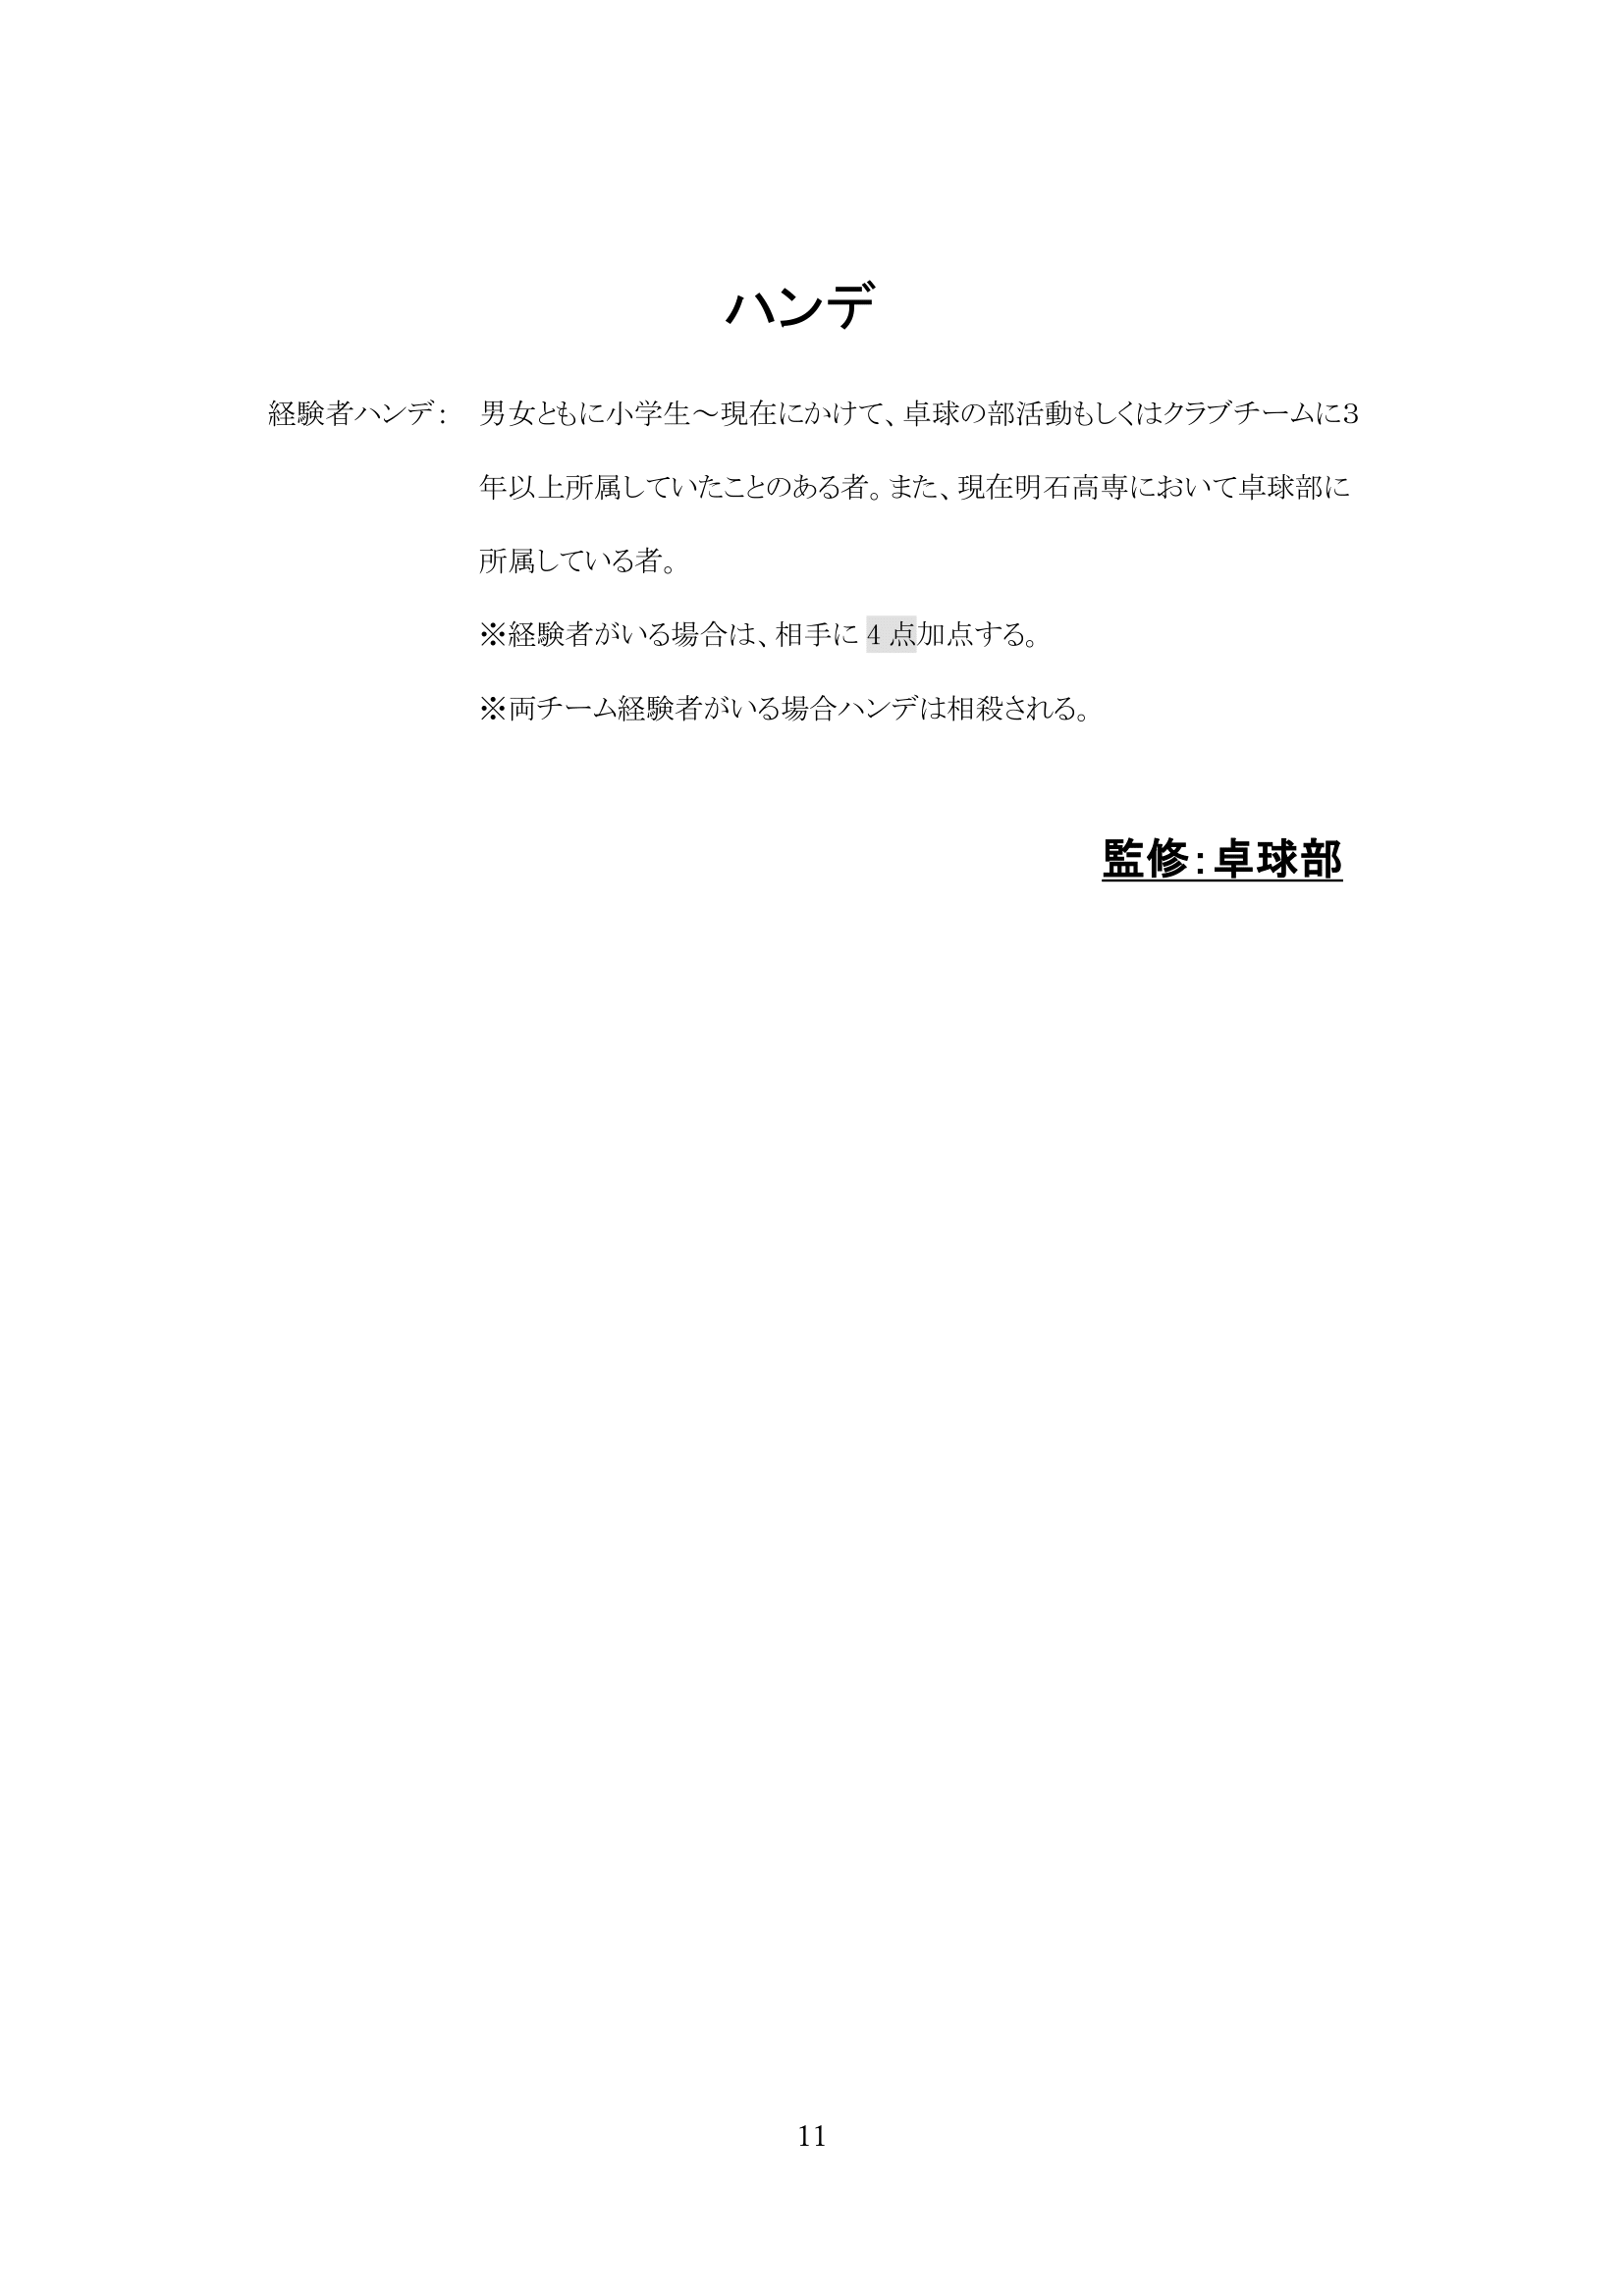 ハンデ
経験者ハンデ： 男女ともに小学生～現在にかけて、卓球の部活動もしくはクラブチームに3
年以上所属していたことのある者。また、現在明石高専において卓球部に
所属している者。
※経験者がいる場合は、相手に 4 点加点する。
※両チーム経験者がいる場合ハンデは相殺される。
監修：卓球部
11